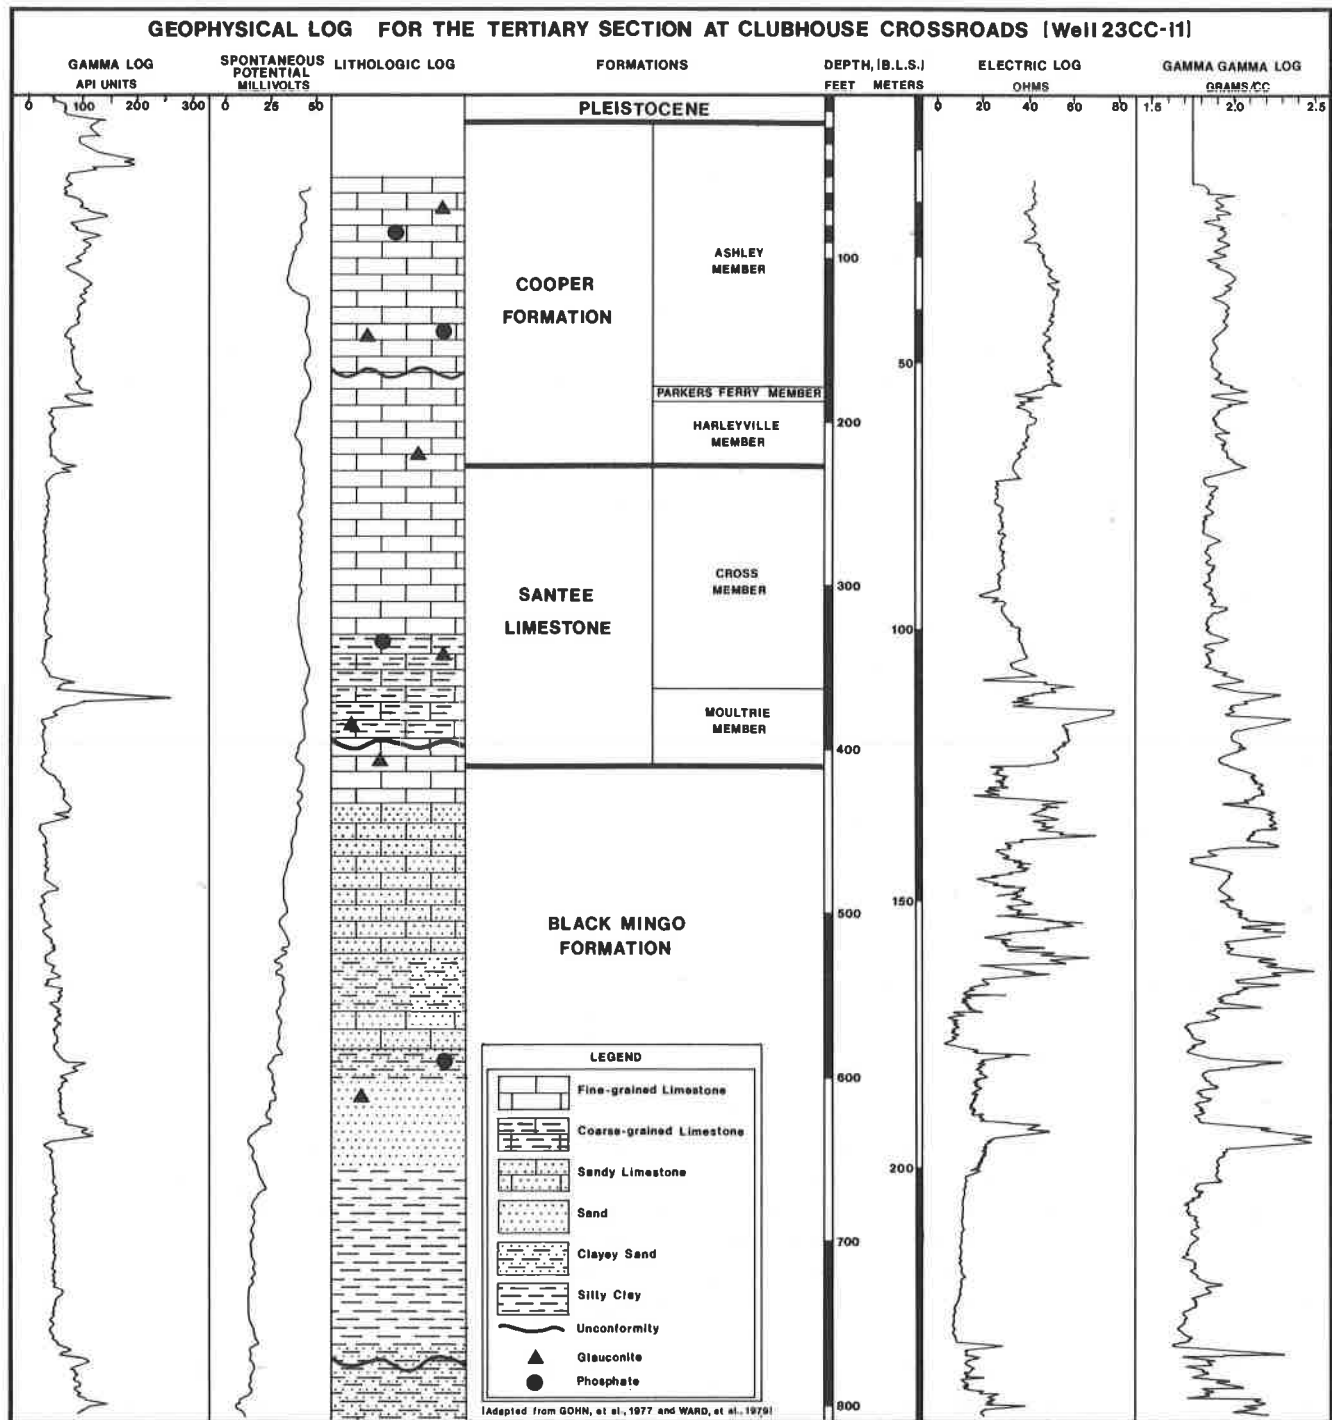 GEOPHYSICAL LOG FOR THE TERTIARY SECTION AT CLUBHOUSE CROSSROADS (Well 23CC-i1)
GAMMA LOG
API UNITS
0 100 200 300
SPONTANEOUS
POTENTIAL
MILLIVOLTS
0 25 50
LITHOLOGIC LOG
FORMATIONS
DEPTH, (B.L.S.)
FEET METERS
ELECTRIC LOG
OHMS
0 20 40 60 80
GAMMA GAMMA LOG
GRAMS/CC
1.5 2.0 2.5
PLEISTOCENE
COOPER
FORMATION
ASHLEY
MEMBER
PARKERS FERRY MEMBER
HARLEYVILLE
MEMBER
SANTEE
LIMESTONE
CROSS
MEMBER
MOULTRIE
MEMBER
BLACK MINGO
FORMATION
100
200
300
400
500
600
700
800
50
100
150
200
LEGEND
Fine-grained Limestone
Coarse-grained Limestone
Sandy Limestone
Sand
Clayey Sand
Silly Clay
Unconformity
Glauconite
Phosphate
(Adapted from GOHN, et al., 1977 and WARD, et al., 1979)